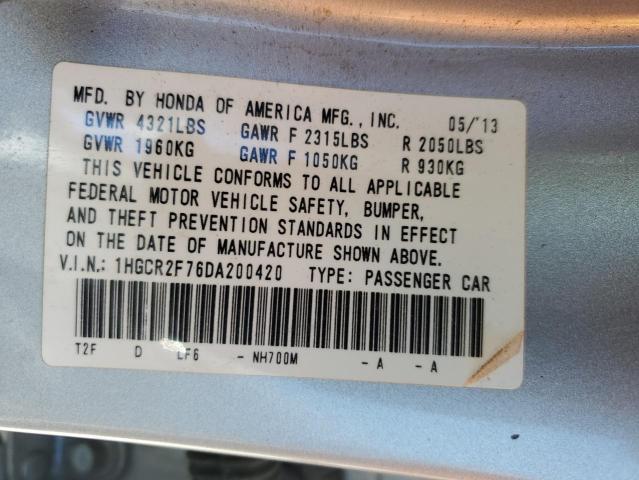 MFD. BY HONDA OF AMERICA MFG., INC. 05/'13
GVWR 4321LBS GAWR F 2315LBS R 2050LBS
GVWR 1960KG GAWR F 1050KG R 930KG
THIS VEHICLE CONFORMS TO ALL APPLICABLE
FEDERAL MOTOR VEHICLE SAFETY, BUMPER,
AND THEFT PREVENTION STANDARDS IN EFFECT
ON THE DATE OF MANUFACTURE SHOWN ABOVE.
V.I.N.: 1HGCR2F76DA200420 TYPE: PASSENGER CAR
T2F D LF6 - NH700M - A - A